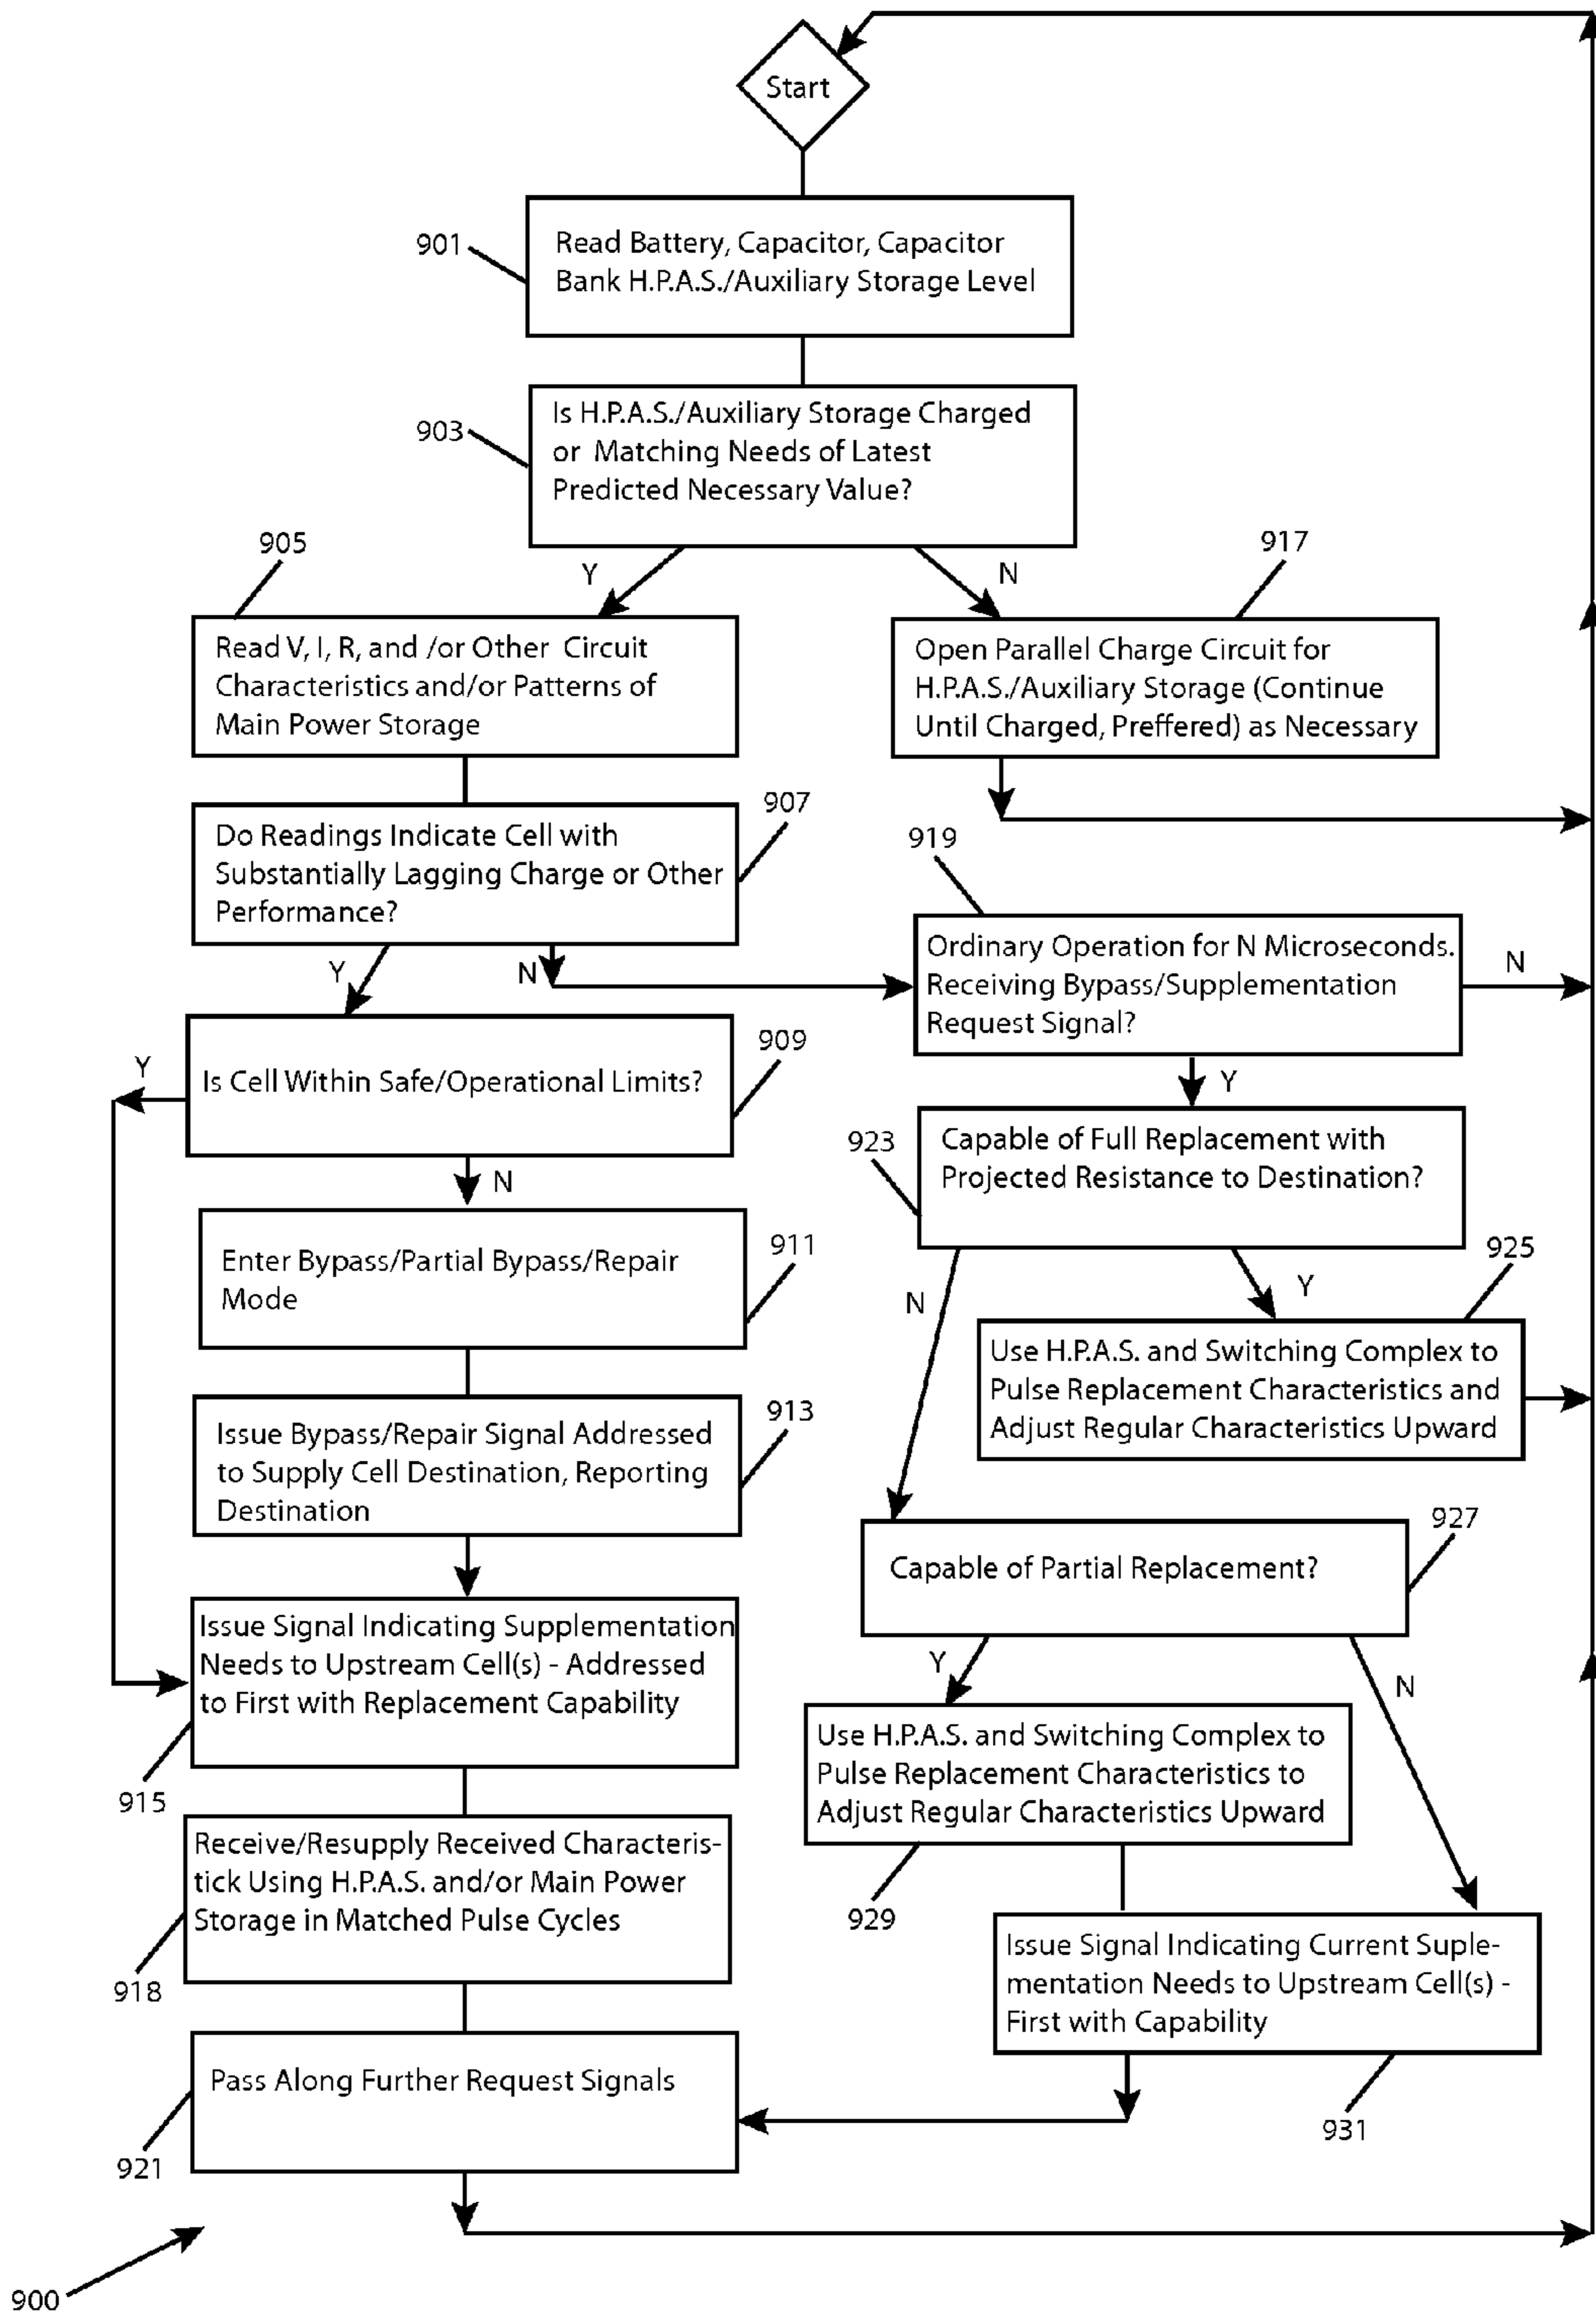 Start
901
Read Battery, Capacitor, Capacitor
Bank H.P.A.S./Auxiliary Storage Level
903
Is H.P.A.S./Auxiliary Storage Charged
or Matching Needs of Latest
Predicted Necessary Value?
905
Y
N
917
Read V, I, R, and /or Other Circuit
Characteristics and/or Patterns of
Main Power Storage
Open Parallel Charge Circuit for
H.P.A.S./Auxiliary Storage (Continue
Until Charged, Preffered) as Necessary
907
Do Readings Indicate Cell with
Substantially Lagging Charge or Other
Performance?
919
Y
N
Ordinary Operation for N Microseconds.
Receiving Bypass/Supplementation
Request Signal?
N
Y
909
Is Cell Within Safe/Operational Limits?
Y
N
923
Capable of Full Replacement with
Projected Resistance to Destination?
911
Enter Bypass/Partial Bypass/Repair
Mode
N
Y
925
Use H.P.A.S. and Switching Complex to
Pulse Replacement Characteristics and
Adjust Regular Characteristics Upward
913
Issue Bypass/Repair Signal Addressed
to Supply Cell Destination, Reporting
Destination
927
Capable of Partial Replacement?
Issue Signal Indicating Supplementation
Needs to Upstream Cell(s) - Addressed
to First with Replacement Capability
915
Y
N
Use H.P.A.S. and Switching Complex to
Pulse Replacement Characteristics to
Adjust Regular Characteristics Upward
929
Receive/Resupply Received Characteris-
tick Using H.P.A.S. and/or Main Power
Storage in Matched Pulse Cycles
918
Issue Signal Indicating Current Suple-
mentation Needs to Upstream Cell(s) -
First with Capability
931
Pass Along Further Request Signals
921
900